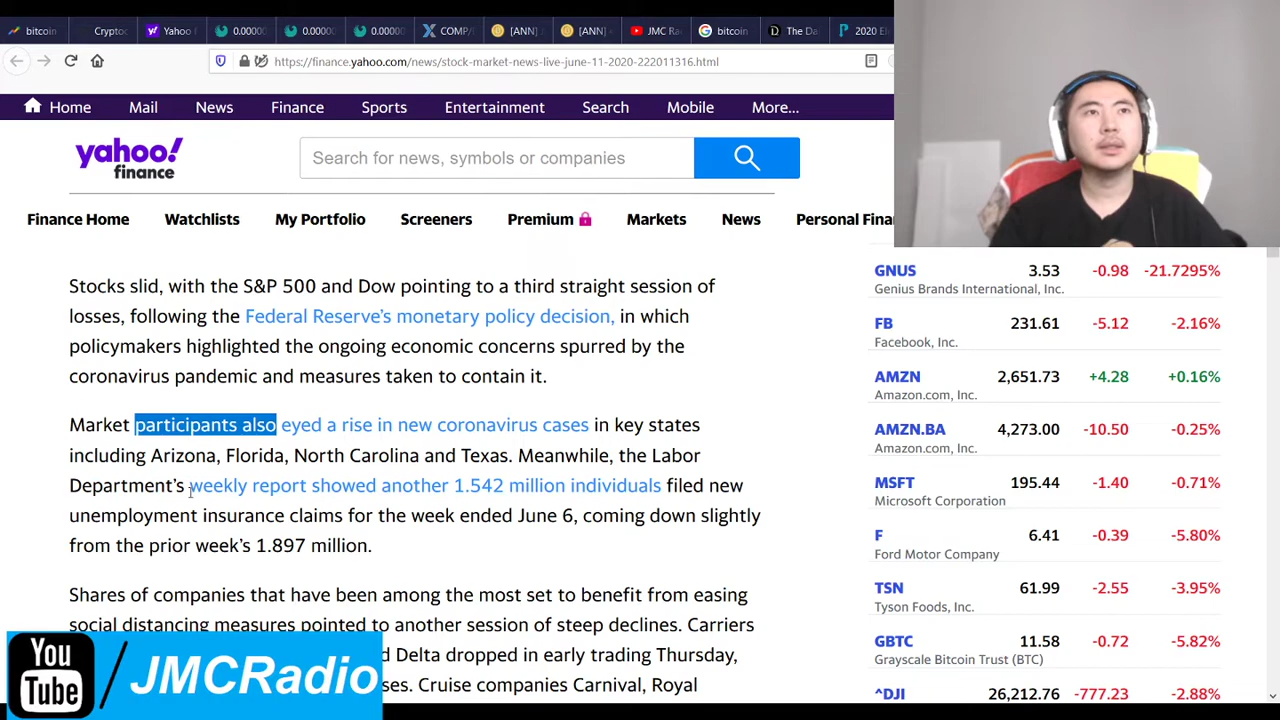 bitcoin
Cryptoc
Yahoo F
0.00000
0.00000
0.00000
COMP/
[ANN]
[ANN]
JMC Ra
bitcoin
The Da
2020 El
https://finance.yahoo.com/news/stock-market-news-live-june-11-2020-222011316.html
Home Mail News Finance Sports Entertainment Search Mobile More...
yahoo!
finance
Search for news, symbols or companies
Finance Home Watchlists My Portfolio Screeners Premium Markets News Personal Finan
Stocks slid, with the S&P 500 and Dow pointing to a third straight session of
losses, following the Federal Reserve's monetary policy decision, in which
policymakers highlighted the ongoing economic concerns spurred by the
coronavirus pandemic and measures taken to contain it.
Market participants also eyed a rise in new coronavirus cases in key states
including Arizona, Florida, North Carolina and Texas. Meanwhile, the Labor
Department's weekly report showed another 1.542 million individuals filed new
unemployment insurance claims for the week ended June 6, coming down slightly
from the prior week's 1.897 million.
Shares of companies that have been among the most set to benefit from easing
social distancing measures pointed to another session of steep declines. Carriers
d Delta dropped in early trading Thursday,
ses. Cruise companies Carnival, Royal
GNUS 3.53 -0.98 -21.7295%
Genius Brands International, Inc.
FB 231.61 -5.12 -2.16%
Facebook, Inc.
AMZN 2,651.73 +4.28 +0.16%
Amazon.com, Inc.
AMZN.BA 4,273.00 -10.50 -0.25%
Amazon.com, Inc.
MSFT 195.44 -1.40 -0.71%
Microsoft Corporation
F 6.41 -0.39 -5.80%
Ford Motor Company
TSN 61.99 -2.55 -3.95%
Tyson Foods, Inc.
GBTC 11.58 -0.72 -5.82%
Grayscale Bitcoin Trust (BTC)
^DJI 26,212.76 -777.23 -2.88%
You
Tube
/JMCRadio